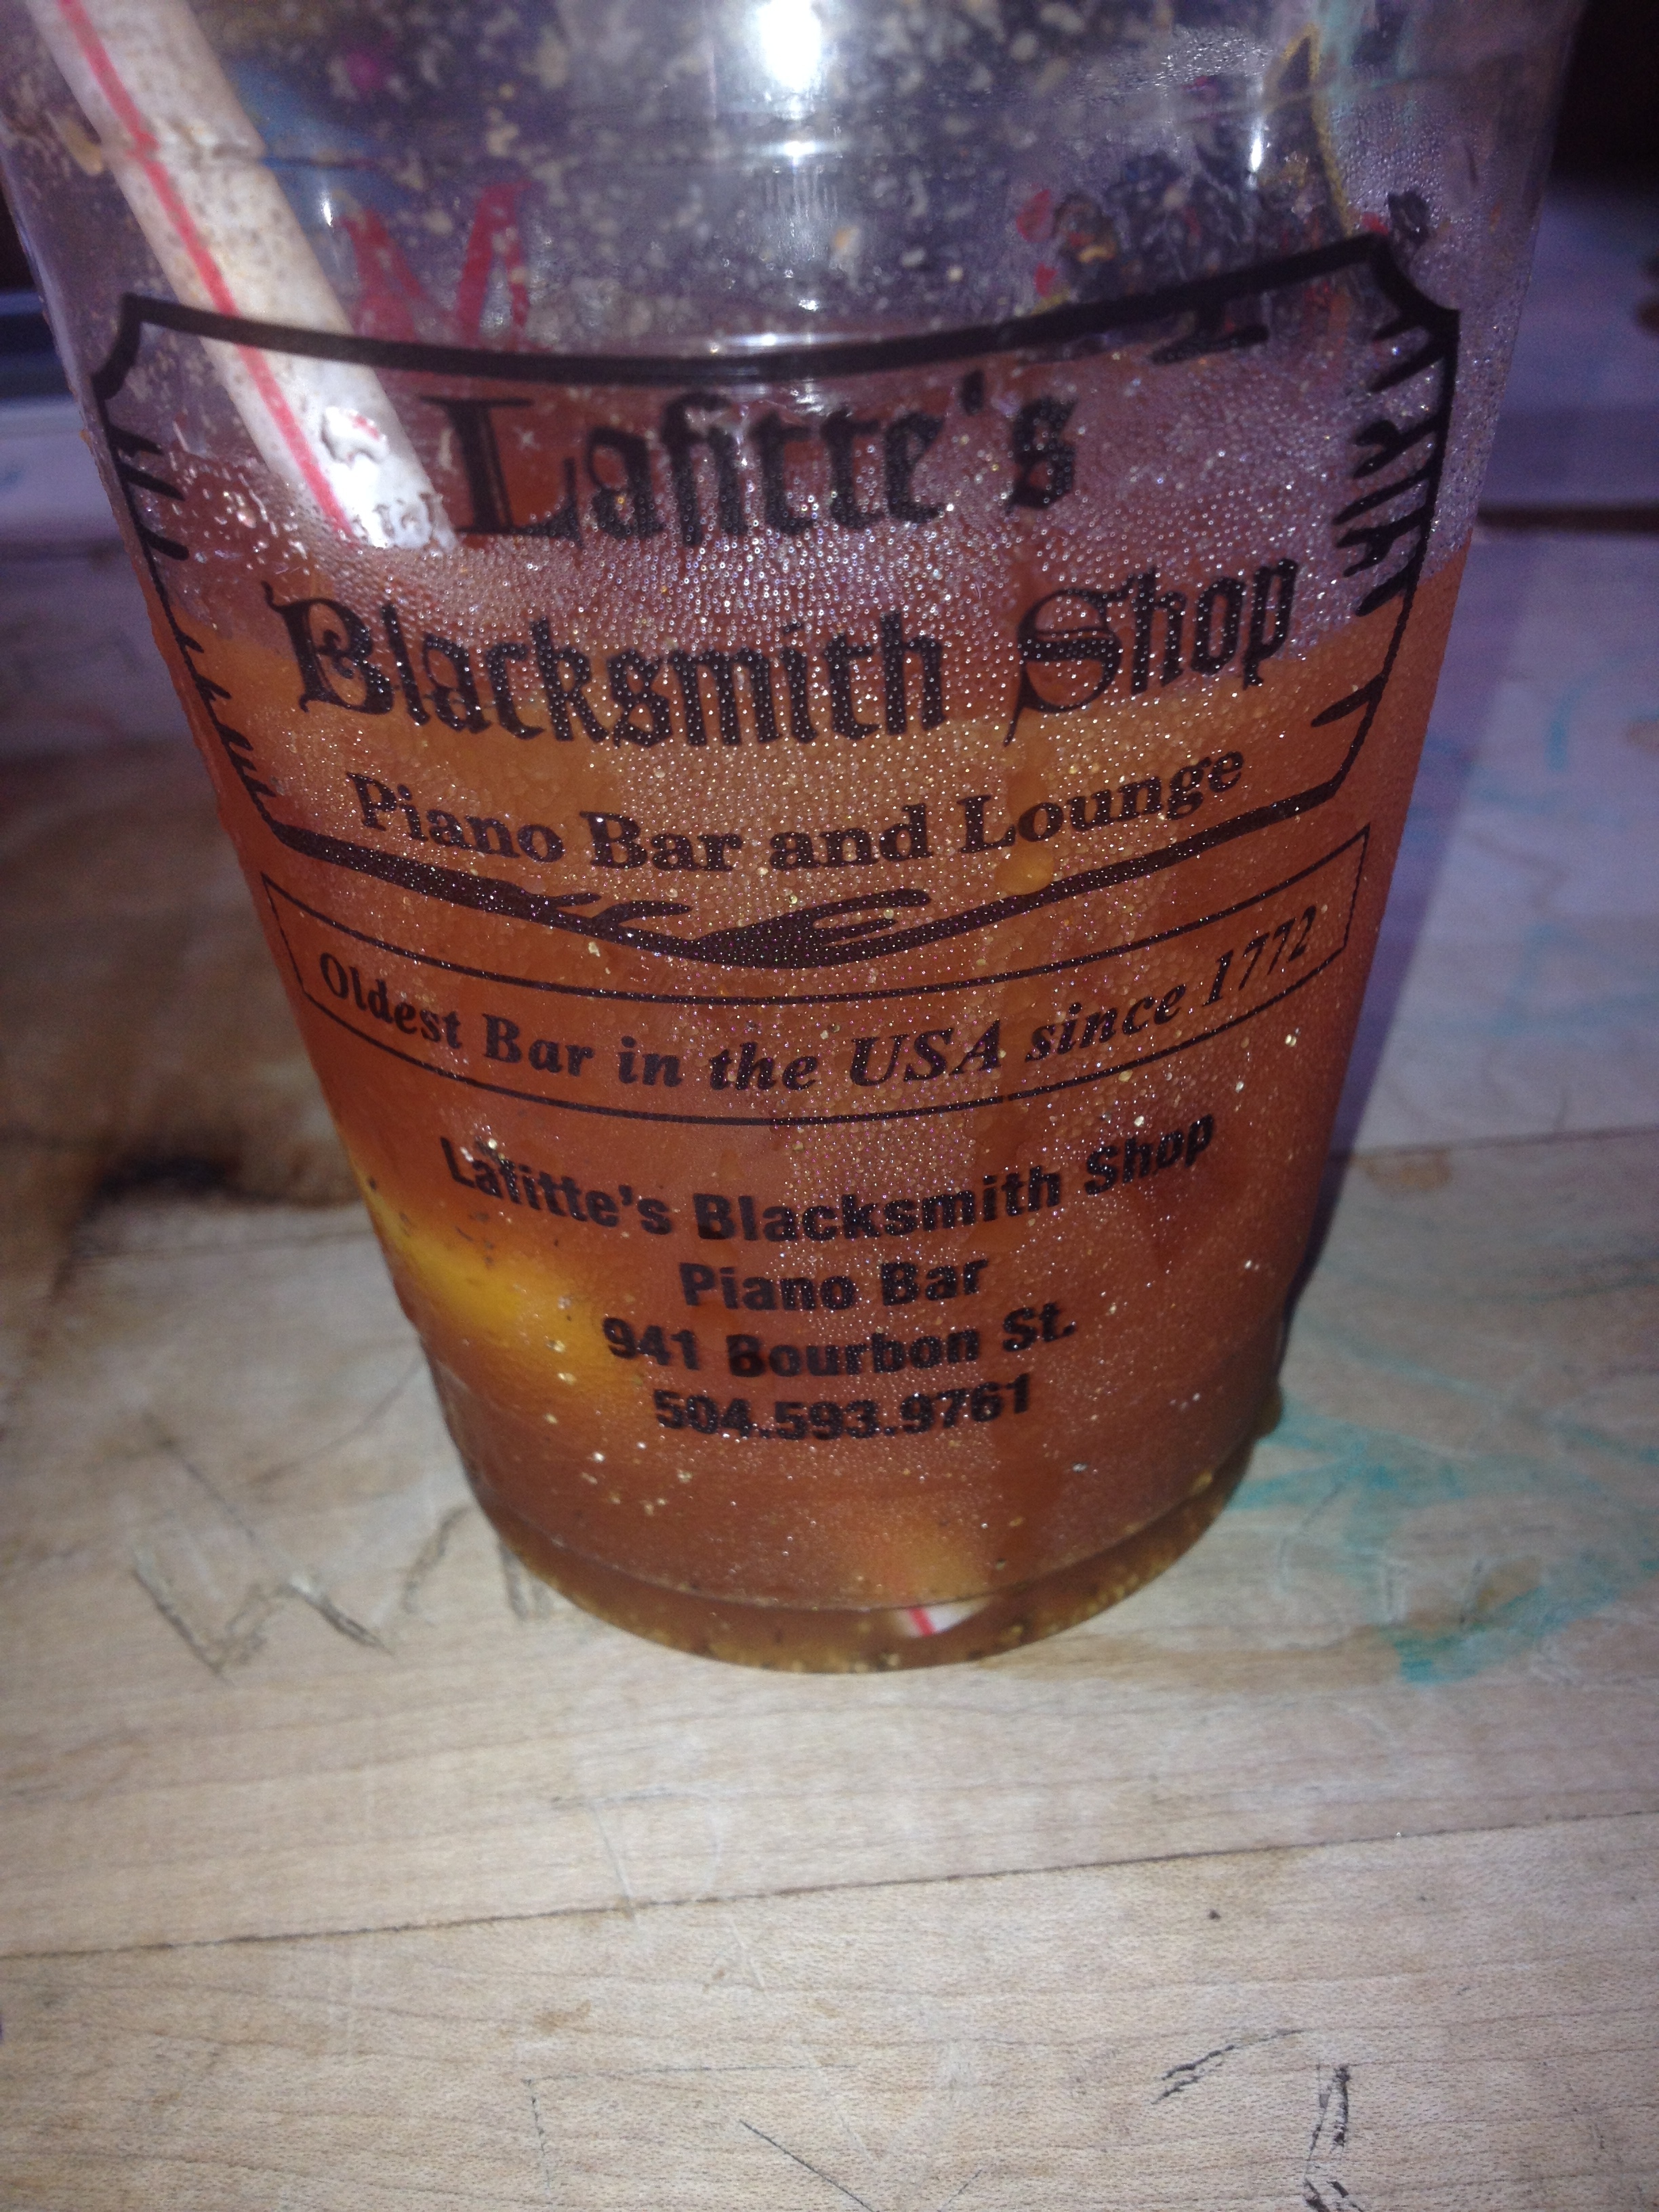 Lafitte's
Blacksmith Shop
Piano Bar and Lounge
Oldest Bar in the USA since 1772
Lafitte's Blacksmith Shop
Piano Bar
941 Bourbon St.
504.593.9761